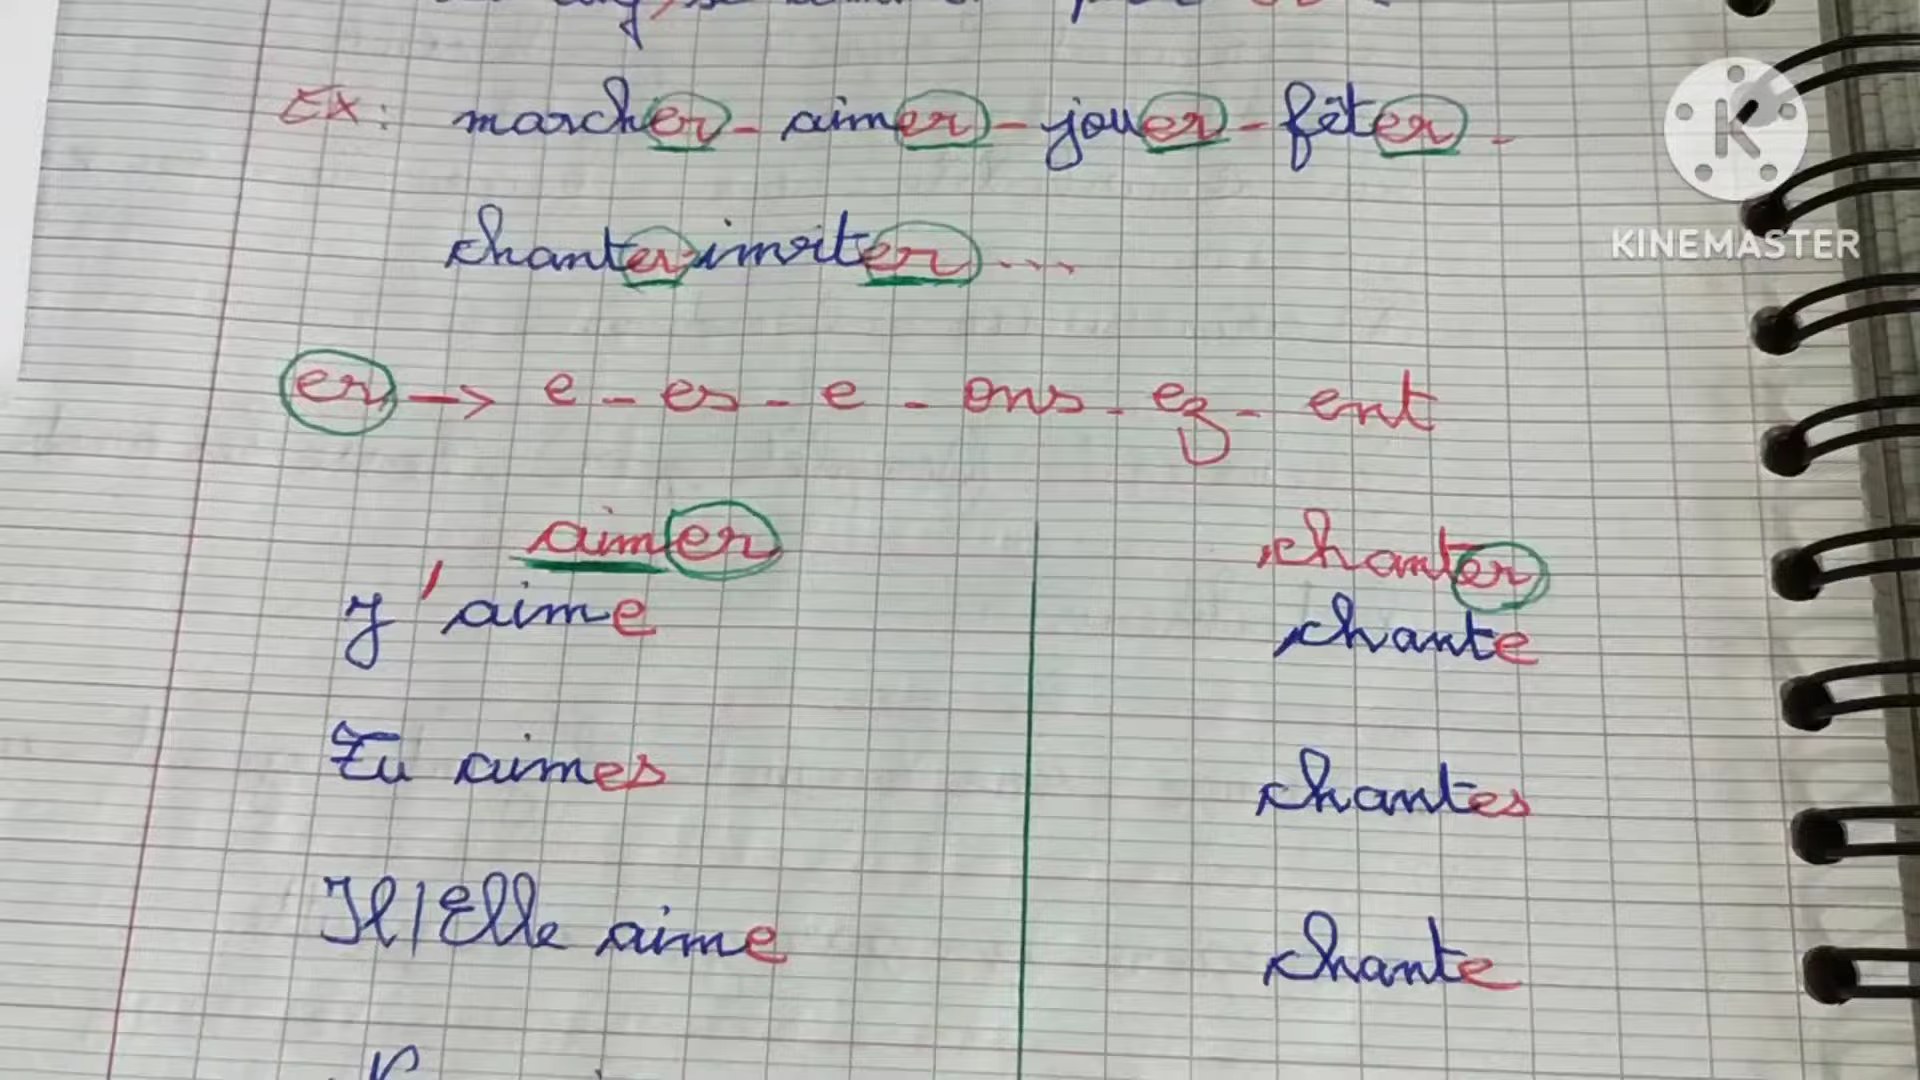 Ex: marcher - aimer - jouer - fêter -
chanter - inviter ...
er → e - es - e - ons - ez - ent
aimer chanter
J'aime chante
Tu aimes chantes
Il/Elle aime chante
KINEMASTER